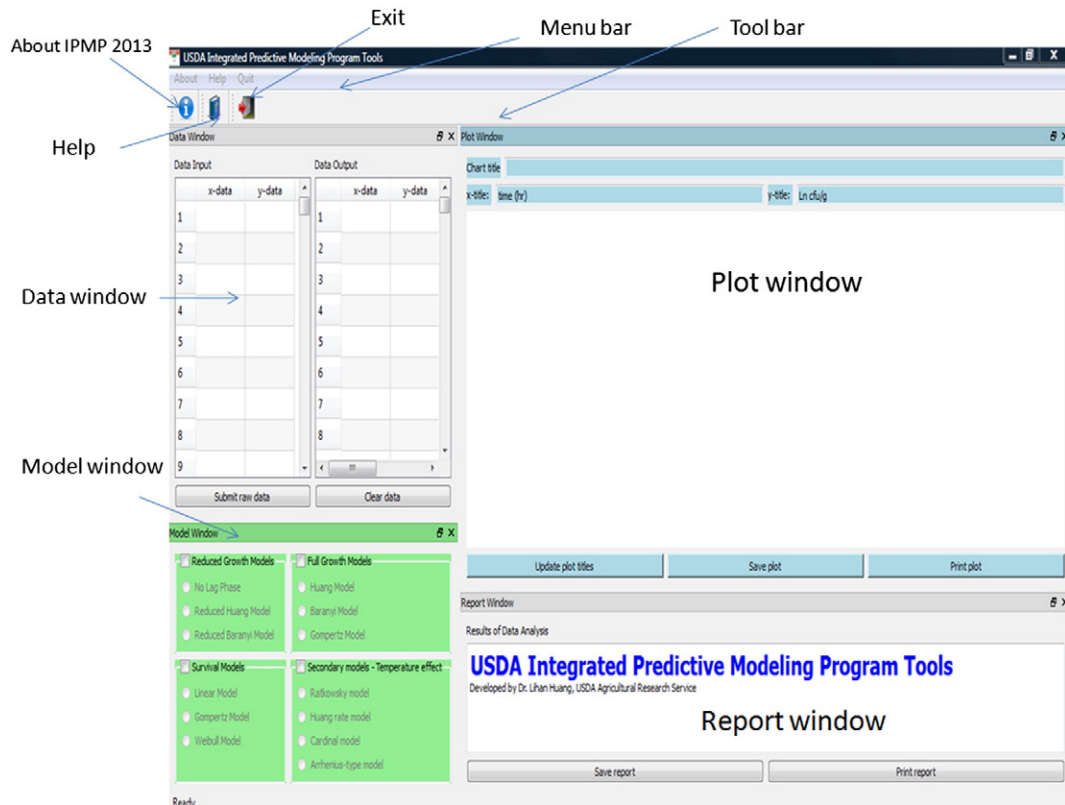 Exit
Menu bar
Tool bar
About IPMP 2013
USDA Integrated Predictive Modeling Program Tools
About Help Quit
Help
Data Window
Plot Window
Data Input
Data Output
Chart title
x-data y-data
x-data y-data
x-title: time (hr)
y-title: Ln cfu/g
1
2
3
4
5
6
7
8
9
1
2
3
4
5
6
7
8
Plot window
Data window
Model window
Submit raw data
Clear data
Model Window
Reduced Growth Models
No Lag Phase
Reduced Huang Model
Reduced Baranyi Model
Full Growth Models
Huang Model
Baranyi Model
Gompertz Model
Survival Models
Linear Model
Gompertz Model
Weibull Model
Secondary models - Temperature effect
Ratkowsky model
Huang rate model
Cardinal model
Arrhenius-type model
Update plot titles
Save plot
Print plot
Report Window
Results of Data Analysis
USDA Integrated Predictive Modeling Program Tools
Developed by Dr. Lihan Huang, USDA Agricultural Research Service
Report window
Save report
Print report
Ready